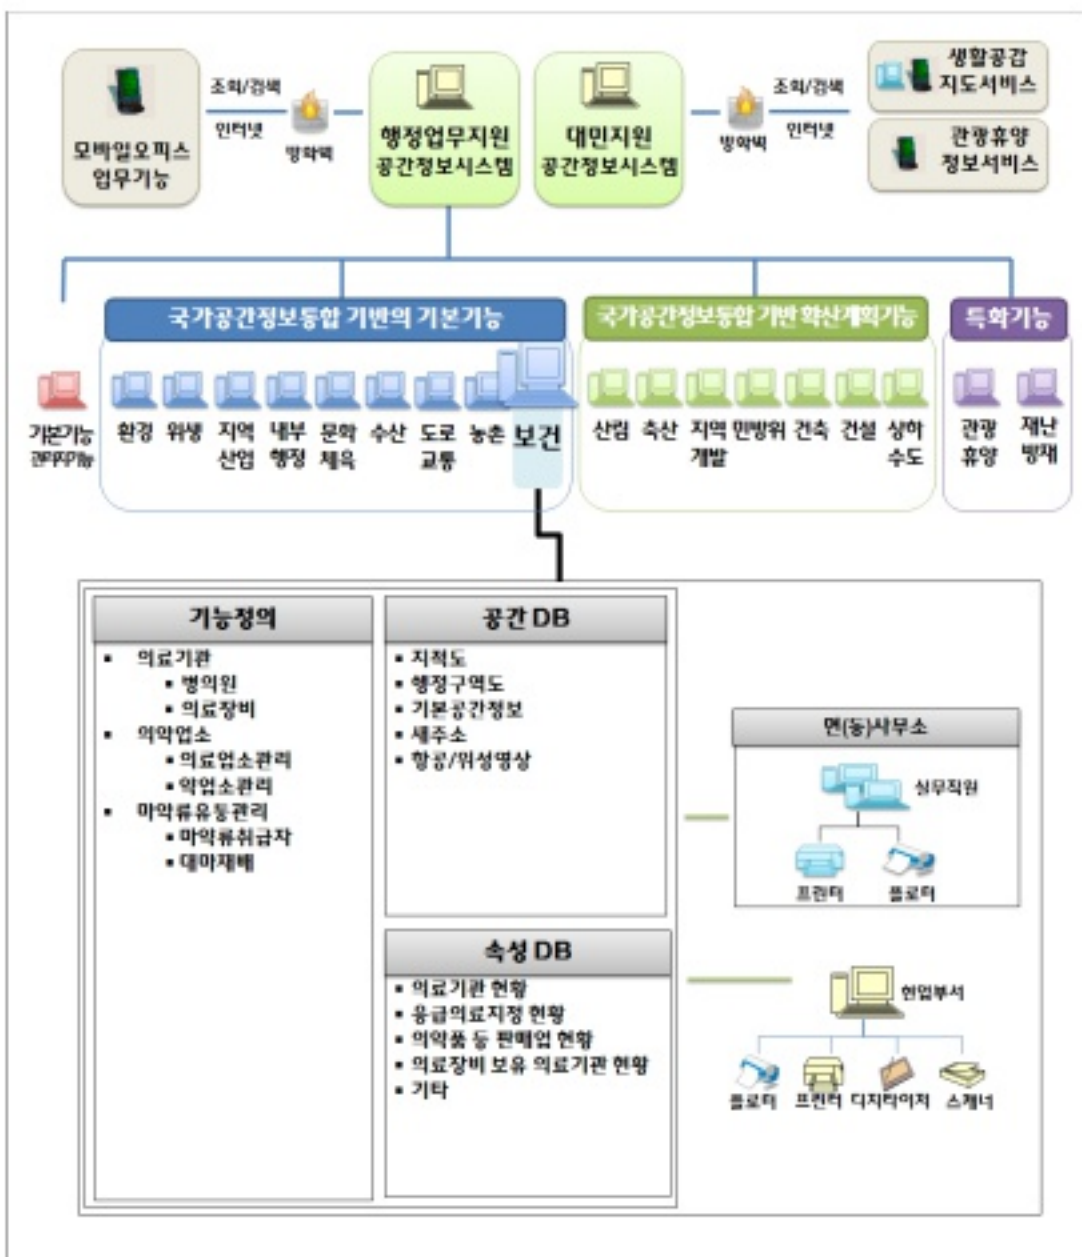 모바일오피스
업무기능
조회/검색
인터넷
방화벽
행정업무지원
공간정보시스템
대민지원
공간정보시스템
방화벽
조회/검색
인터넷
생활공감
지도서비스
관광휴양
정보서비스
국가공간정보통합 기반의 기본기능
국가공간정보통합 기반 확산계획기능
특화기능
기본기능
관리자기능
환경
위생
지역
산업
내부
행정
문화
체육
수산
도로
교통
농촌
보건
산림
축산
지역
개발
민방위
건축
건설
상하
수도
관광
휴양
재난
방재
기능정의
▪ 의료기관
▪ 병의원
▪ 의료장비
▪ 의약업소
▪ 의료업소관리
▪ 약업소관리
▪ 마약류유통관리
▪ 마약류취급자
▪ 대마재배
공간 DB
▪ 지적도
▪ 행정구역도
▪ 기본공간정보
▪ 새주소
▪ 항공/위성영상
속성 DB
▪ 의료기관 현황
▪ 응급의료지정 현황
▪ 의약품 등 판매업 현황
▪ 의료장비 보유 의료기관 현황
▪ 기타
면(동)사무소
실무직원
프린터
플로터
현업부서
플로터
프린터
디지타이저
스캐너